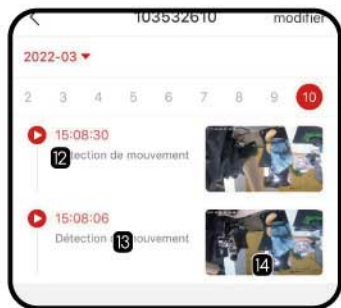 103532610 modifier
2022-03
2 3 4 5 6 7 8 9 10
15:08:30
12 ection de mouvement
15:08:06
Détection 13 ouvement
14